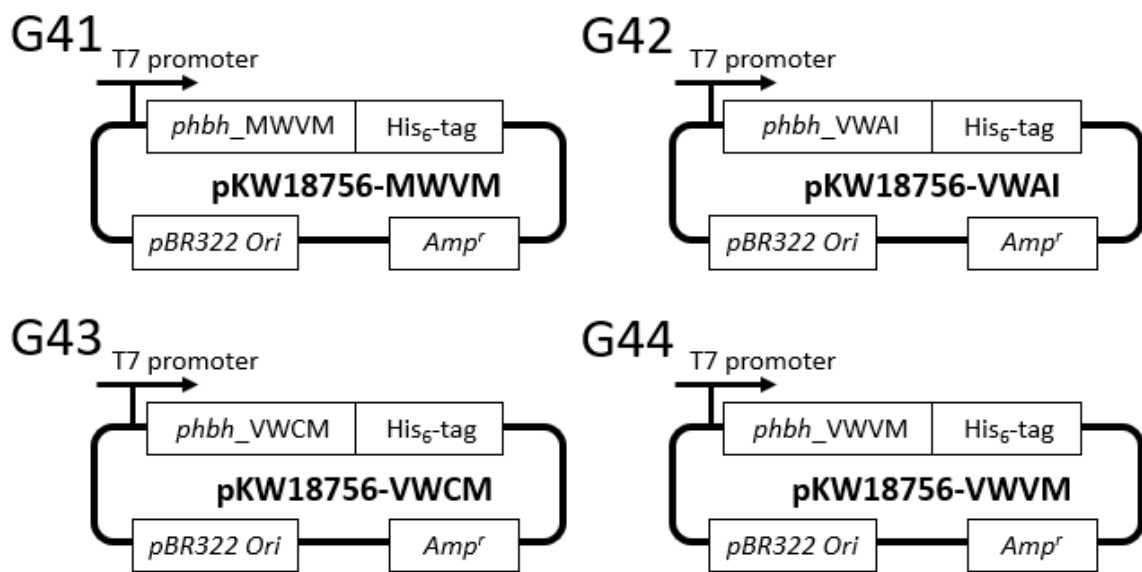 G41
T7 promoter
phbh_MWVM His₆-tag
pKW18756-MWVM
pBR322 Ori Ampʳ
G42
T7 promoter
phbh_VWAI His₆-tag
pKW18756-VWAI
pBR322 Ori Ampʳ
G43
T7 promoter
phbh_VWCM His₆-tag
pKW18756-VWCM
pBR322 Ori Ampʳ
G44
T7 promoter
phbh_VWVM His₆-tag
pKW18756-VWVM
pBR322 Ori Ampʳ